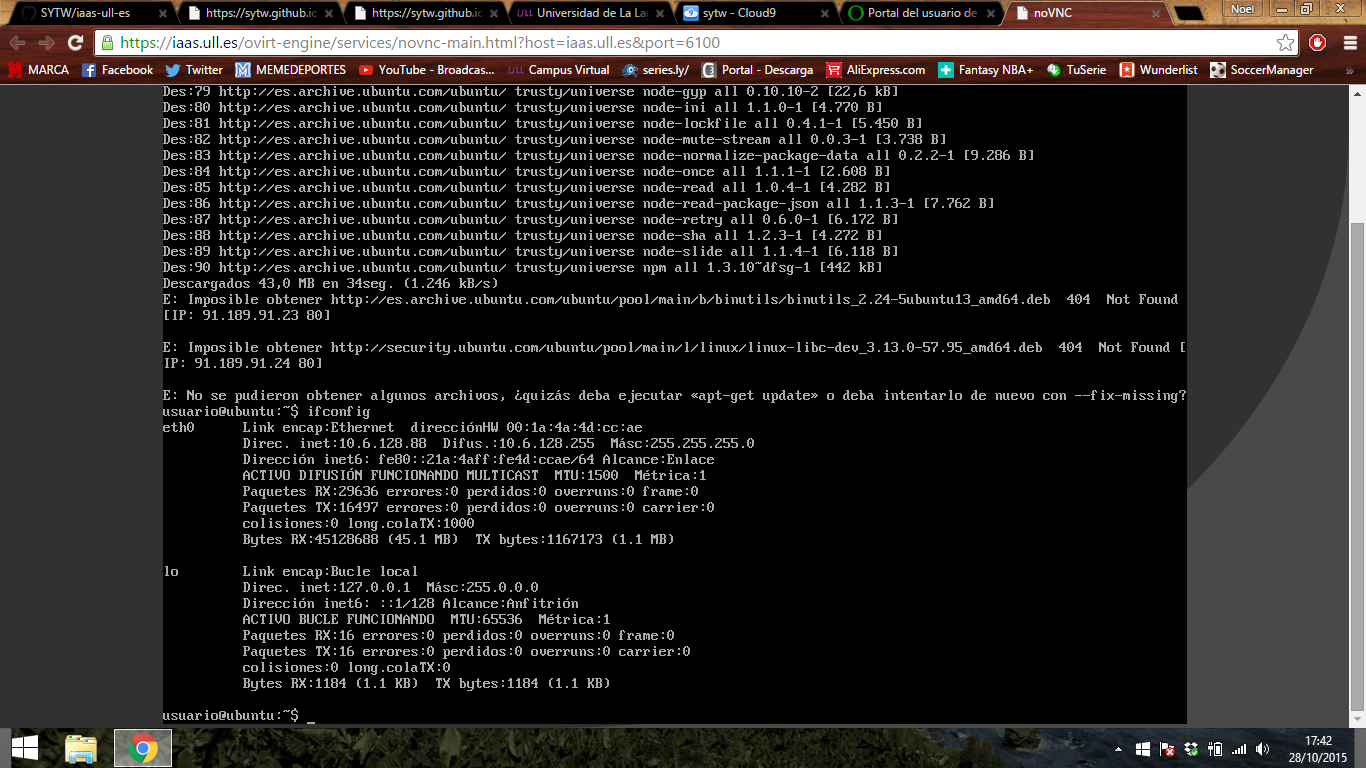 SYTW/iaas-ull-es
https://sytw.github.ic
https://sytw.github.ic
ULL Universidad de La La
sytw - Cloud9
Portal del usuario de
noVNC
Noel
https://iaas.ull.es/ovirt-engine/services/novnc-main.html?host=iaas.ull.es&port=6100
MARCA
Facebook
Twitter
MEMEDEPORTES
YouTube - Broadcas...
ULL Campus Virtual
series.ly/
Portal - Descarga
AliExpress.com
Fantasy NBA+
TuSerie
Wunderlist
SoccerManager
»
Des:79 http://es.archive.ubuntu.com/ubuntu/ trusty/universe node-gyp all 0.10.10-2 [22,6 kB]
Des:80 http://es.archive.ubuntu.com/ubuntu/ trusty/universe node-ini all 1.1.0-1 [4.770 B]
Des:81 http://es.archive.ubuntu.com/ubuntu/ trusty/universe node-lockfile all 0.4.1-1 [5.450 B]
Des:82 http://es.archive.ubuntu.com/ubuntu/ trusty/universe node-mute-stream all 0.0.3-1 [3.738 B]
Des:83 http://es.archive.ubuntu.com/ubuntu/ trusty/universe node-normalize-package-data all 0.2.2-1 [9.286 B]
Des:84 http://es.archive.ubuntu.com/ubuntu/ trusty/universe node-once all 1.1.1-1 [2.608 B]
Des:85 http://es.archive.ubuntu.com/ubuntu/ trusty/universe node-read all 1.0.4-1 [4.282 B]
Des:86 http://es.archive.ubuntu.com/ubuntu/ trusty/universe node-read-package-json all 1.1.3-1 [7.762 B]
Des:87 http://es.archive.ubuntu.com/ubuntu/ trusty/universe node-retry all 0.6.0-1 [6.172 B]
Des:88 http://es.archive.ubuntu.com/ubuntu/ trusty/universe node-sha all 1.2.3-1 [4.272 B]
Des:89 http://es.archive.ubuntu.com/ubuntu/ trusty/universe node-slide all 1.1.4-1 [6.118 B]
Des:90 http://es.archive.ubuntu.com/ubuntu/ trusty/universe npm all 1.3.10~dfsg-1 [442 kB]
Descargados 43,0 MB en 34seg. (1.246 kB/s)
E: Imposible obtener http://es.archive.ubuntu.com/ubuntu/pool/main/b/binutils/binutils_2.24-5ubuntu13_amd64.deb  404  Not Found
[IP: 91.189.91.23 80]
E: Imposible obtener http://security.ubuntu.com/ubuntu/pool/main/l/linux/linux-libc-dev_3.13.0-57.95_amd64.deb  404  Not Found [
IP: 91.189.91.24 80]
E: No se pudieron obtener algunos archivos, ¿quizás deba ejecutar «apt-get update» o deba intentarlo de nuevo con --fix-missing?
usuario@ubuntu:~$ ifconfig
eth0      Link encap:Ethernet  direcciónHW 00:1a:4a:4d:cc:ae
Direc. inet:10.6.128.88  Difus.:10.6.128.255  Másc:255.255.255.0
Dirección inet6: fe80::21a:4aff:fe4d:ccae/64 Alcance:Enlace
ACTIVO DIFUSIÓN FUNCIONANDO MULTICAST  MTU:1500  Métrica:1
Paquetes RX:29636 errores:0 perdidos:0 overruns:0 frame:0
Paquetes TX:16497 errores:0 perdidos:0 overruns:0 carrier:0
colisiones:0 long.colaTX:1000
Bytes RX:45128688 (45.1 MB)  TX bytes:1167173 (1.1 MB)
lo        Link encap:Bucle local
Direc. inet:127.0.0.1  Másc:255.0.0.0
Dirección inet6: ::1/128 Alcance:Anfitrión
ACTIVO BUCLE FUNCIONANDO  MTU:65536  Métrica:1
Paquetes RX:16 errores:0 perdidos:0 overruns:0 frame:0
Paquetes TX:16 errores:0 perdidos:0 overruns:0 carrier:0
colisiones:0 long.colaTX:0
Bytes RX:1184 (1.1 KB)  TX bytes:1184 (1.1 KB)
usuario@ubuntu:~$ _
17:42
28/10/2015